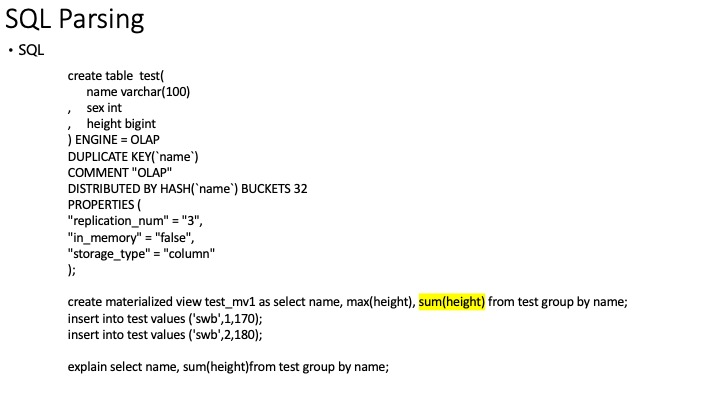 SQL Parsing
• SQL
create table  test(
name varchar(100)
,    sex int
,    height bigint
) ENGINE = OLAP
DUPLICATE KEY(`name`)
COMMENT "OLAP"
DISTRIBUTED BY HASH(`name`) BUCKETS 32
PROPERTIES (
"replication_num" = "3",
"in_memory" = "false",
"storage_type" = "column"
);
create materialized view test_mv1 as select name, max(height), sum(height) from test group by name;
insert into test values ('swb',1,170);
insert into test values ('swb',2,180);
explain select name, sum(height)from test group by name;